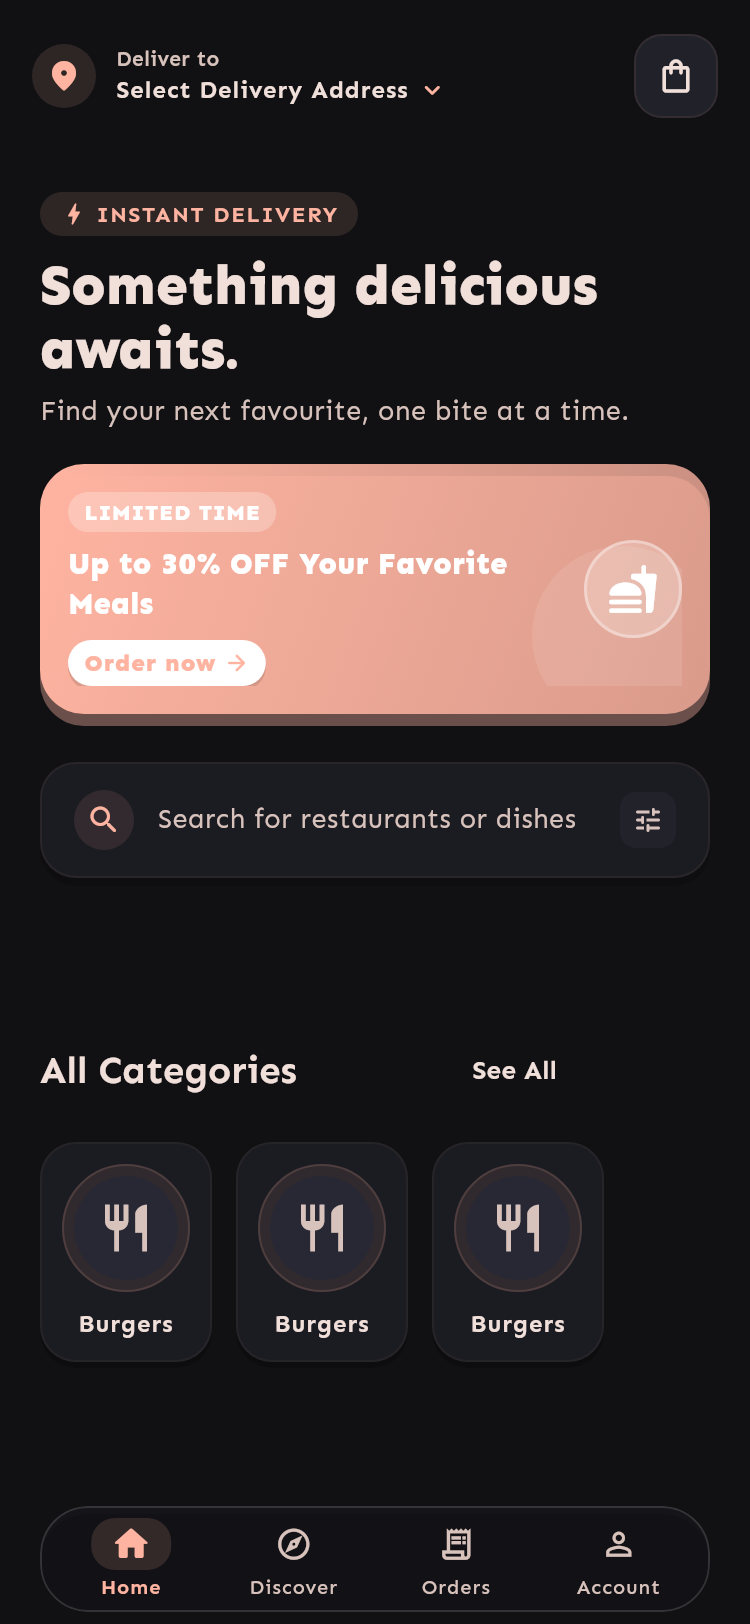 Deliver to
Select Delivery Address
INSTANT DELIVERY
Something delicious
awaits.
Find your next favourite, one bite at a time.
LIMITED TIME
Up to 30% OFF Your Favorite
Meals
Order now
Search for restaurants or dishes
All Categories
See All
Burgers
Burgers
Burgers
Home
Discover
Orders
Account